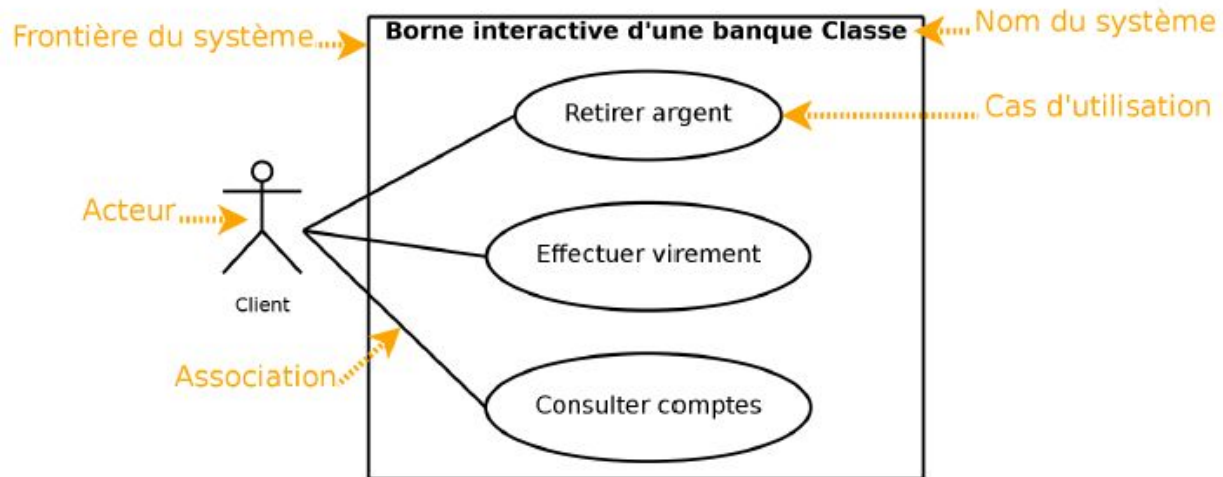 Frontière du système
Borne interactive d'une banque Classe
Nom du système
Retirer argent
Cas d'utilisation
Acteur
Effectuer virement
Client
Association
Consulter comptes